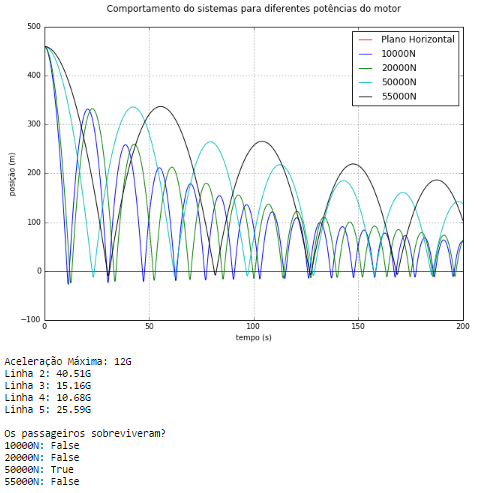 Comportamento do sistemas para diferentes potências do motor
500
400
300
200
100
0
−100
posição (m)
Plano Horizontal
10000N
20000N
50000N
55000N
0
50
100
150
200
tempo (s)
Aceleração Máxima: 12G
Linha 2: 40.51G
Linha 3: 15.16G
Linha 4: 10.68G
Linha 5: 25.59G
Os passageiros sobreviveram?
10000N: False
20000N: False
50000N: True
55000N: False